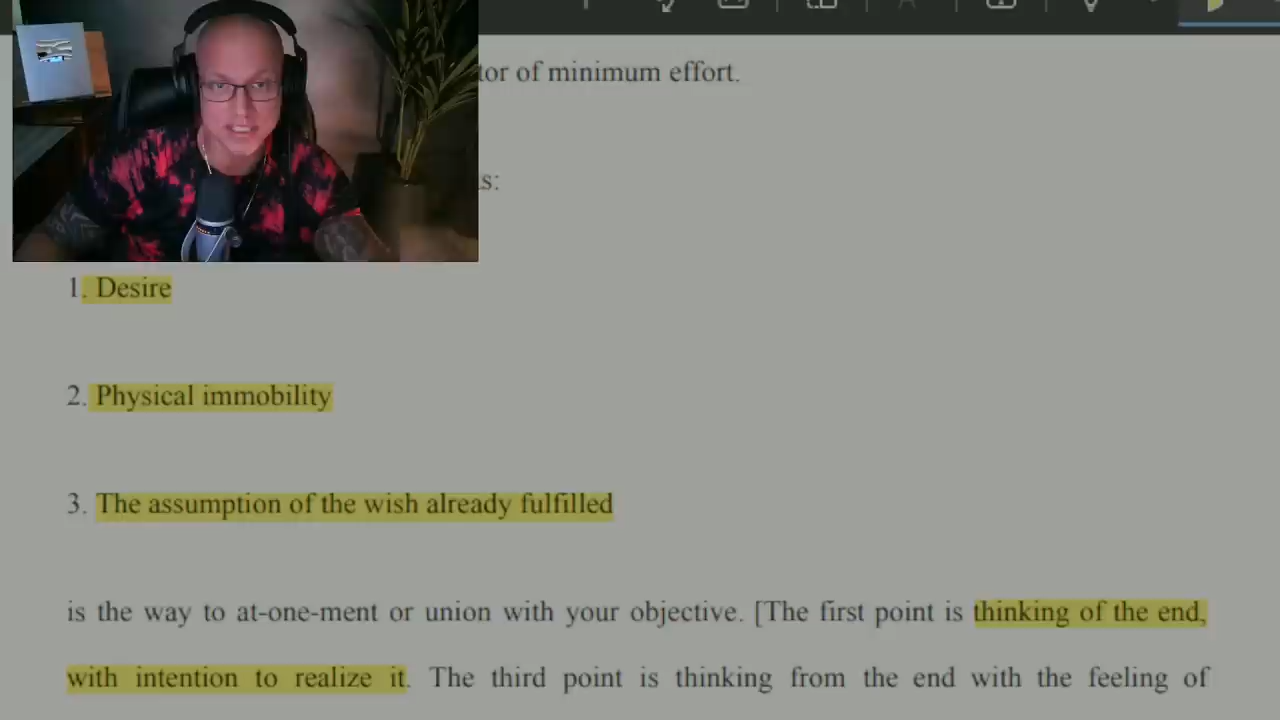 tor of minimum effort.
s:
1. Desire
2. Physical immobility
3. The assumption of the wish already fulfilled
is the way to at-one-ment or union with your objective. [The first point is thinking of the end,
with intention to realize it. The third point is thinking from the end with the feeling of